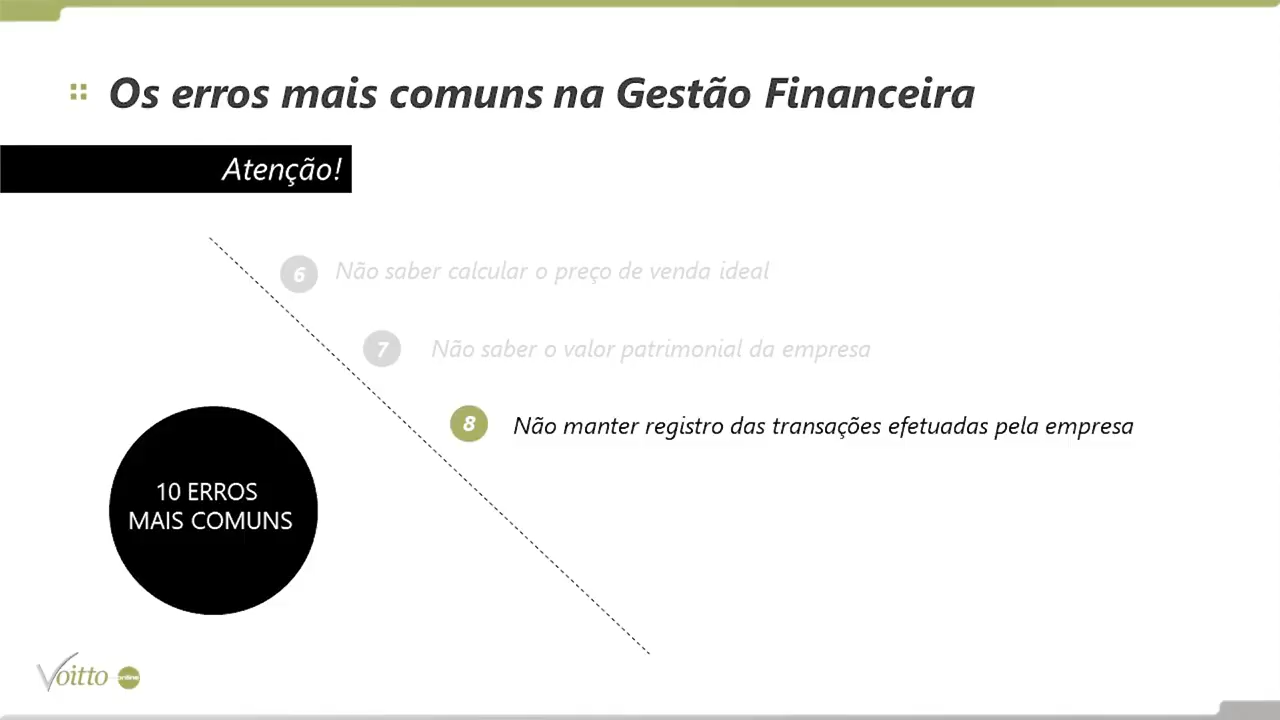 Os erros mais comuns na Gestão Financeira
Atenção!
6 Não saber calcular o preço de venda ideal
7 Não saber o valor patrimonial da empresa
8 Não manter registro das transações efetuadas pela empresa
10 ERROS
MAIS COMUNS
Voitto online